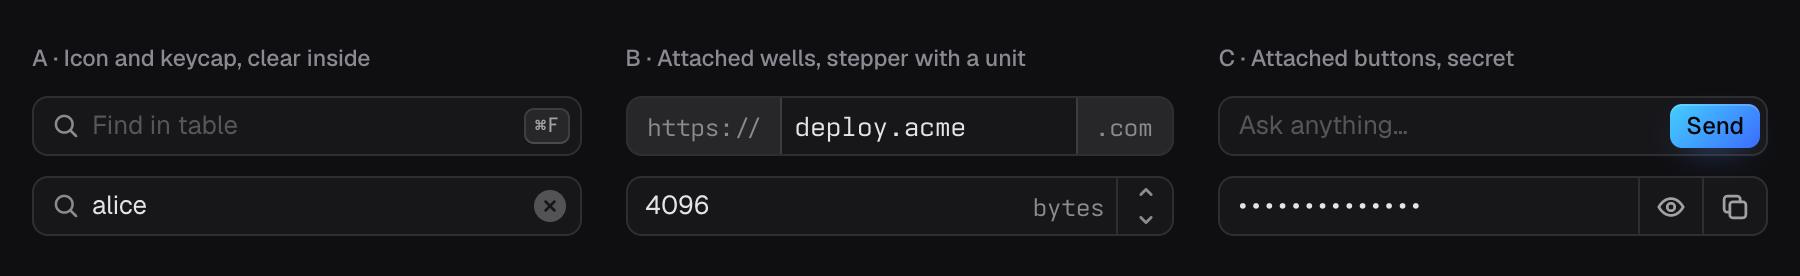 A · Icon and keycap, clear inside
Find in table ⌘F
alice
B · Attached wells, stepper with a unit
https:// deploy.acme .com
4096 bytes
C · Attached buttons, secret
Ask anything… Send
••••••••••••••